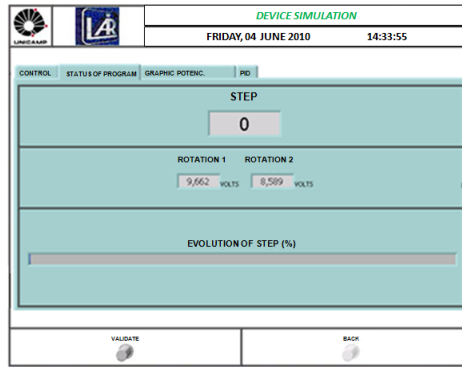 DEVICE SIMULATION
UNICAMP
LAR
FRIDAY, 04 JUNE 2010 14:33:55
CONTROL STATUS OF PROGRAM GRAPHIC POTENC. PID
STEP
0
ROTATION 1 ROTATION 2
9,662 VOLTS 8,589 VOLTS
EVOLUTION OF STEP (%)
VALIDATE BACK